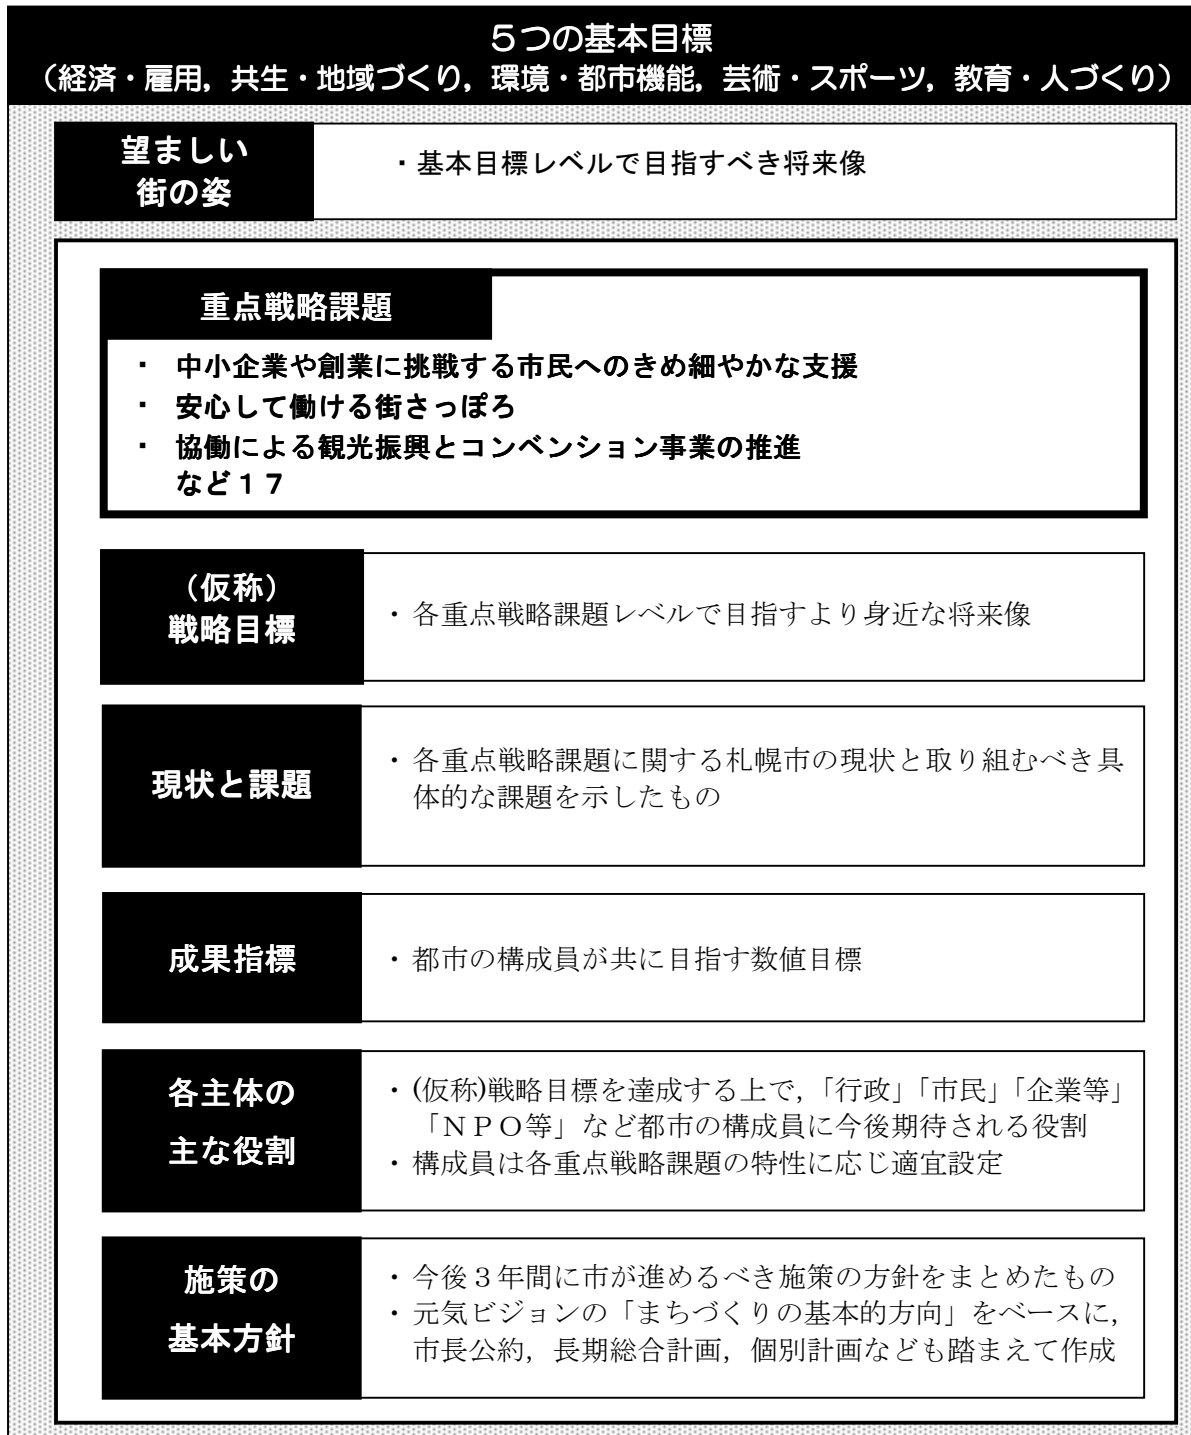 ５つの基本目標
（経済・雇用，共生・地域づくり，環境・都市機能，芸術・スポーツ，教育・人づくり）
望ましい
街の姿
・基本目標レベルで目指すべき将来像
重点戦略課題
・ 中小企業や創業に挑戦する市民へのきめ細やかな支援
・ 安心して働ける街さっぽろ
・ 協働による観光振興とコンベンション事業の推進
など１７
（仮称）
戦略目標
・各重点戦略課題レベルで目指すより身近な将来像
現状と課題
・各重点戦略課題に関する札幌市の現状と取り組むべき具
体的な課題を示したもの
成果指標
・都市の構成員が共に目指す数値目標
各主体の
主な役割
・(仮称)戦略目標を達成する上で，「行政」「市民」「企業等」
「ＮＰＯ等」など都市の構成員に今後期待される役割
・構成員は各重点戦略課題の特性に応じ適宜設定
施策の
基本方針
・今後３年間に市が進めるべき施策の方針をまとめたもの
・元気ビジョンの「まちづくりの基本的方向」をベースに，
市長公約，長期総合計画，個別計画なども踏まえて作成